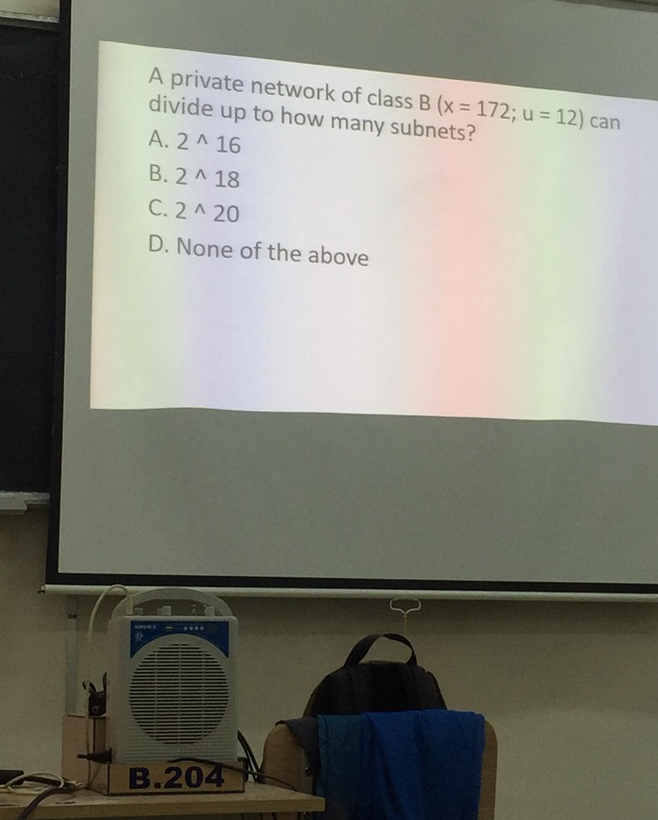 A private network of class B (x = 172; u = 12) can
divide up to how many subnets?
A. 2 ^ 16
B. 2 ^ 18
C. 2 ^ 20
D. None of the above
B.204